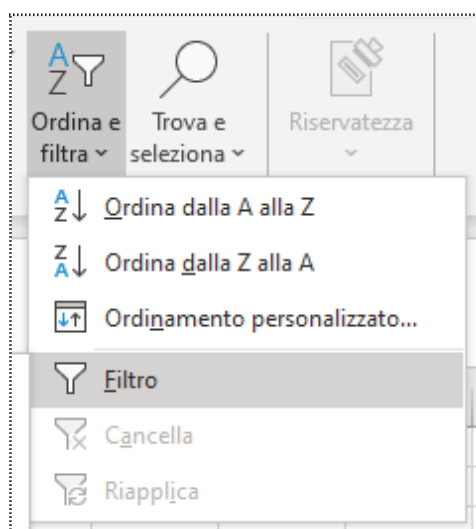 Ordina e
filtra
Trova e
seleziona
Riservatezza
Ordina dalla A alla Z
Ordina dalla Z alla A
Ordinamento personalizzato...
Filtro
Cancella
Riapplica